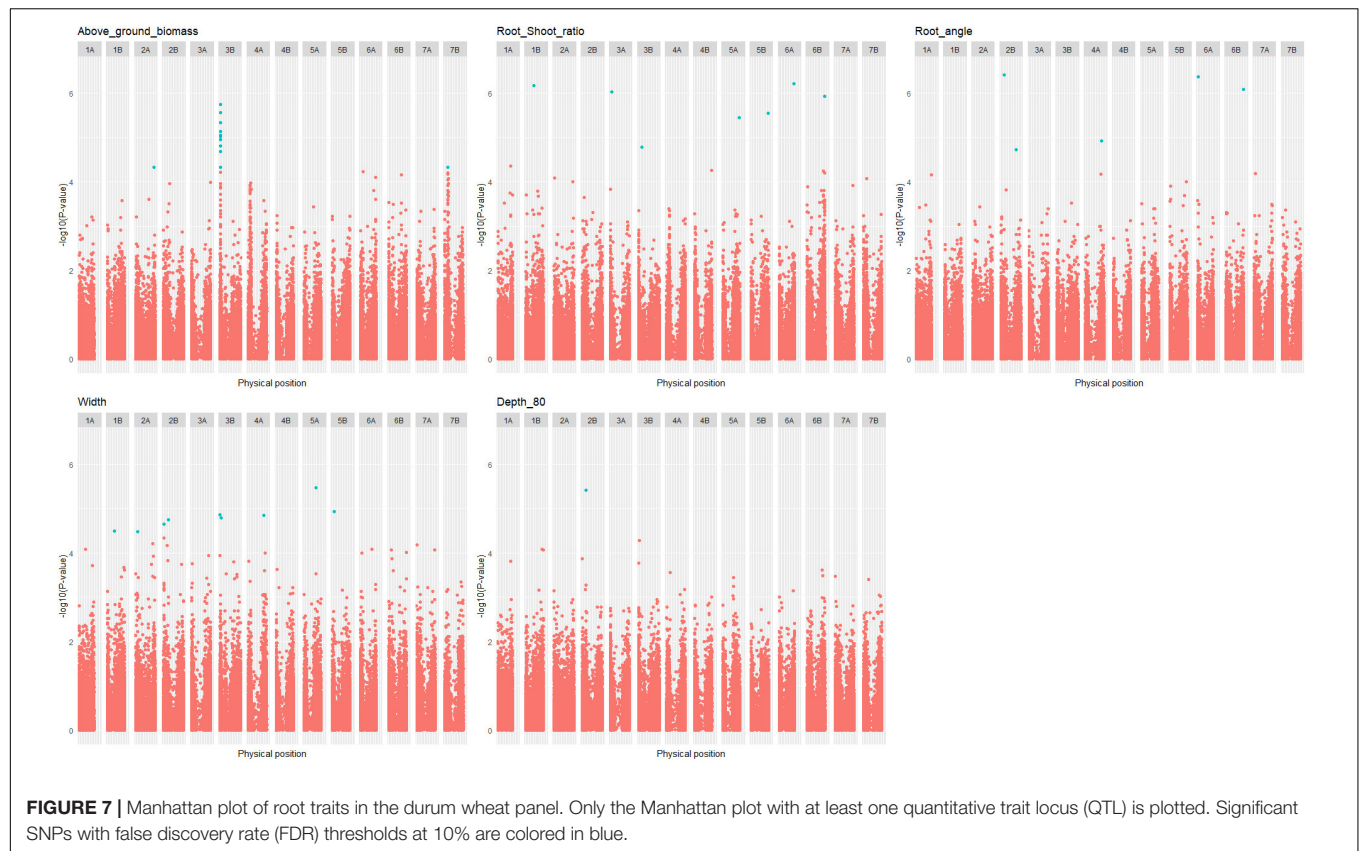 Above_ground_biomass
1A 1B 2A 2B 3A 3B 4A 4B 5A 5B 6A 6B 7A 7B
6
4
2
0
-log10(P-value)
Physical position
Root_Shoot_ratio
1A 1B 2A 2B 3A 3B 4A 4B 5A 5B 6A 6B 7A 7B
6
4
2
0
-log10(P-value)
Physical position
Root_angle
1A 1B 2A 2B 3A 3B 4A 4B 5A 5B 6A 6B 7A 7B
6
4
2
0
-log10(P-value)
Physical position
Width
1A 1B 2A 2B 3A 3B 4A 4B 5A 5B 6A 6B 7A 7B
6
4
2
0
-log10(P-value)
Physical position
Depth_80
1A 1B 2A 2B 3A 3B 4A 4B 5A 5B 6A 6B 7A 7B
6
4
2
0
-log10(P-value)
Physical position
FIGURE 7 | Manhattan plot of root traits in the durum wheat panel. Only the Manhattan plot with at least one quantitative trait locus (QTL) is plotted. Significant
SNPs with false discovery rate (FDR) thresholds at 10% are colored in blue.